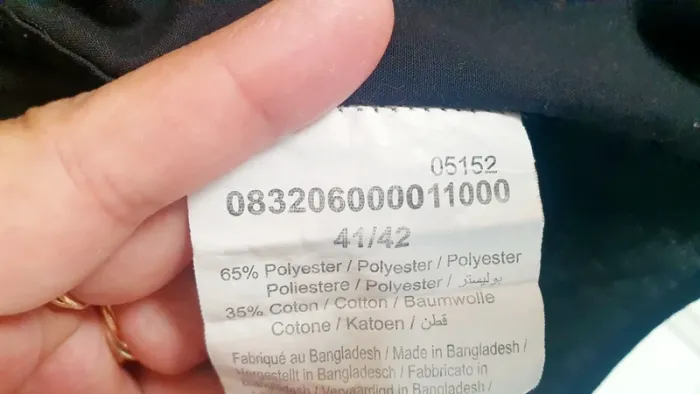 05152
083206000011000
41/42
65% Polyester / Polyester / Polyester
Poliestere / Polyester / بوليستر
35% Coton / Cotton / Baumwolle
Cotone / Katoen / قطن
Fabriqué au Bangladesh / Made in Bangladesh /
Hergestellt in Bangladesch / Fabbricato in
Bangladesh / Vervaardigd in Bangladesh /